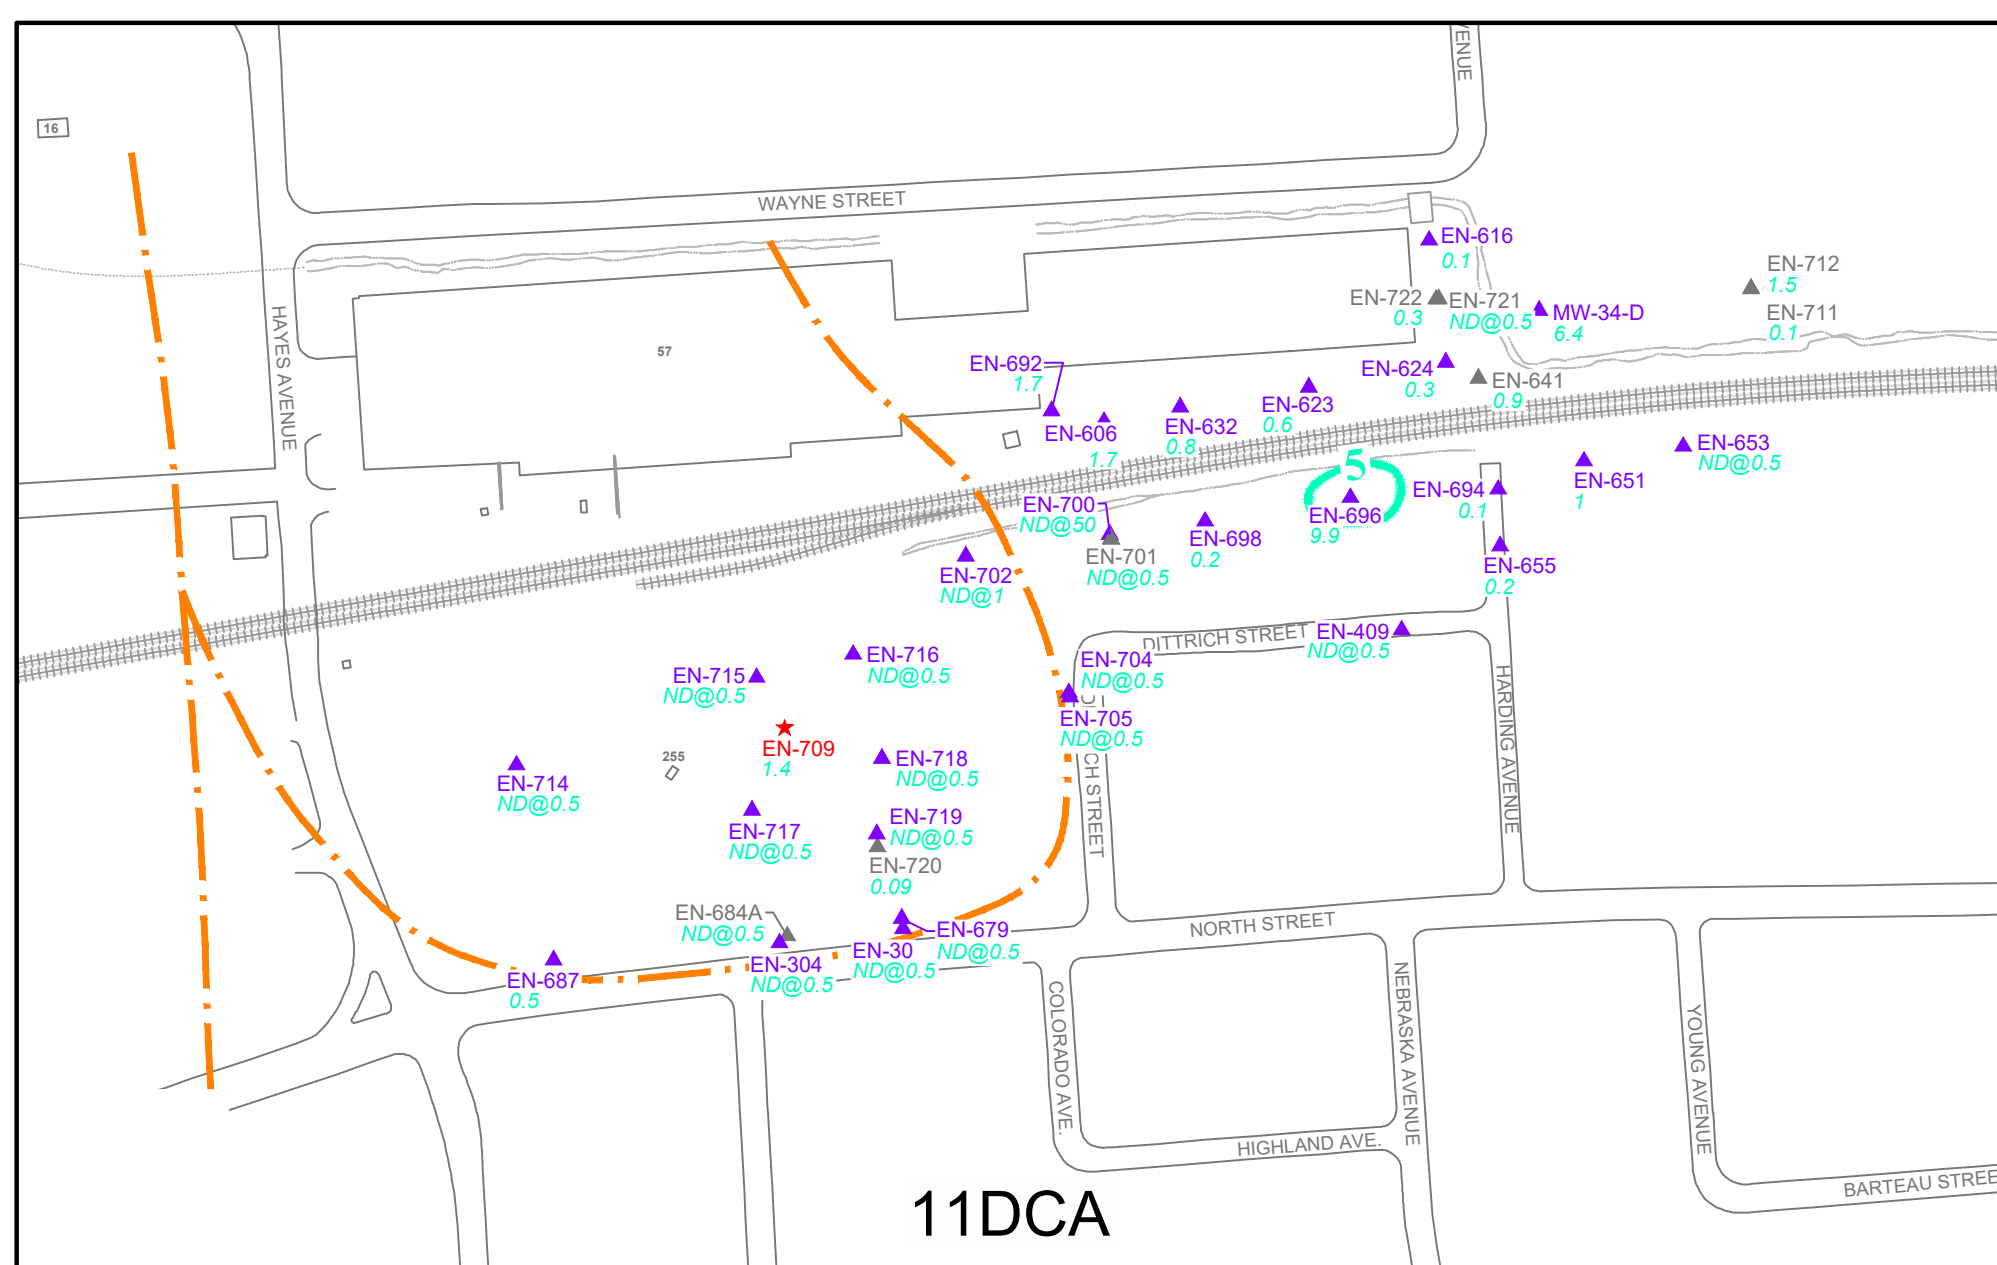 VENUE
16
WAYNE STREET
EN-616
0.1
EN-712
1.5
EN-722
0.3
EN-721
ND@0.5
MW-34-D
6.4
EN-711
0.1
HAYES AVENUE
57
EN-692
1.7
EN-624
0.3
EN-641
0.9
EN-623
0.6
EN-606
1.7
EN-632
0.8
EN-653
ND@0.5
5
EN-651
1
EN-694
0.1
EN-700
ND@50
EN-696
9.9
EN-698
0.2
EN-701
ND@0.5
EN-655
0.2
EN-702
ND@1
DITTRICH STREET
EN-409
ND@0.5
EN-716
ND@0.5
EN-704
ND@0.5
EN-715
ND@0.5
HARDING AVENUE
EN-705
ND@0.5
DI
CH STREET
EN-709
1.4
255
EN-718
ND@0.5
EN-714
ND@0.5
EN-719
ND@0.5
EN-717
ND@0.5
EN-720
0.09
EN-684A
ND@0.5
NORTH STREET
EN-679
ND@0.5
EN-30
ND@0.5
EN-304
ND@0.5
EN-687
0.5
COLORADO AVE.
NEBRASKA AVENUE
YOUNG AVENUE
HIGHLAND AVE.
BARTEAU STREE
11DCA